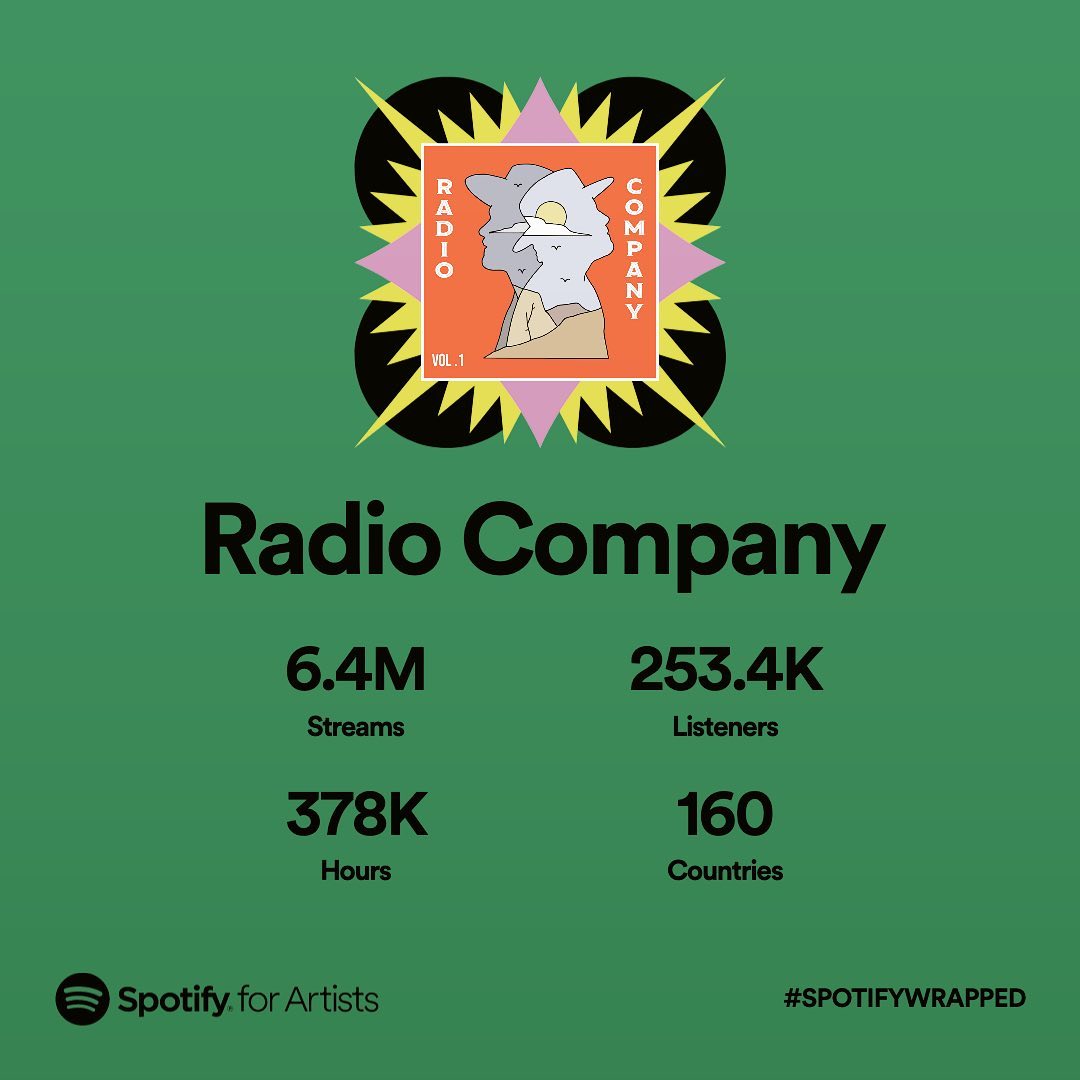 RADIO
COMPANY
VOL.1
Radio Company
6.4M
Streams
253.4K
Listeners
378K
Hours
160
Countries
Spotify for Artists
#SPOTIFYWRAPPED